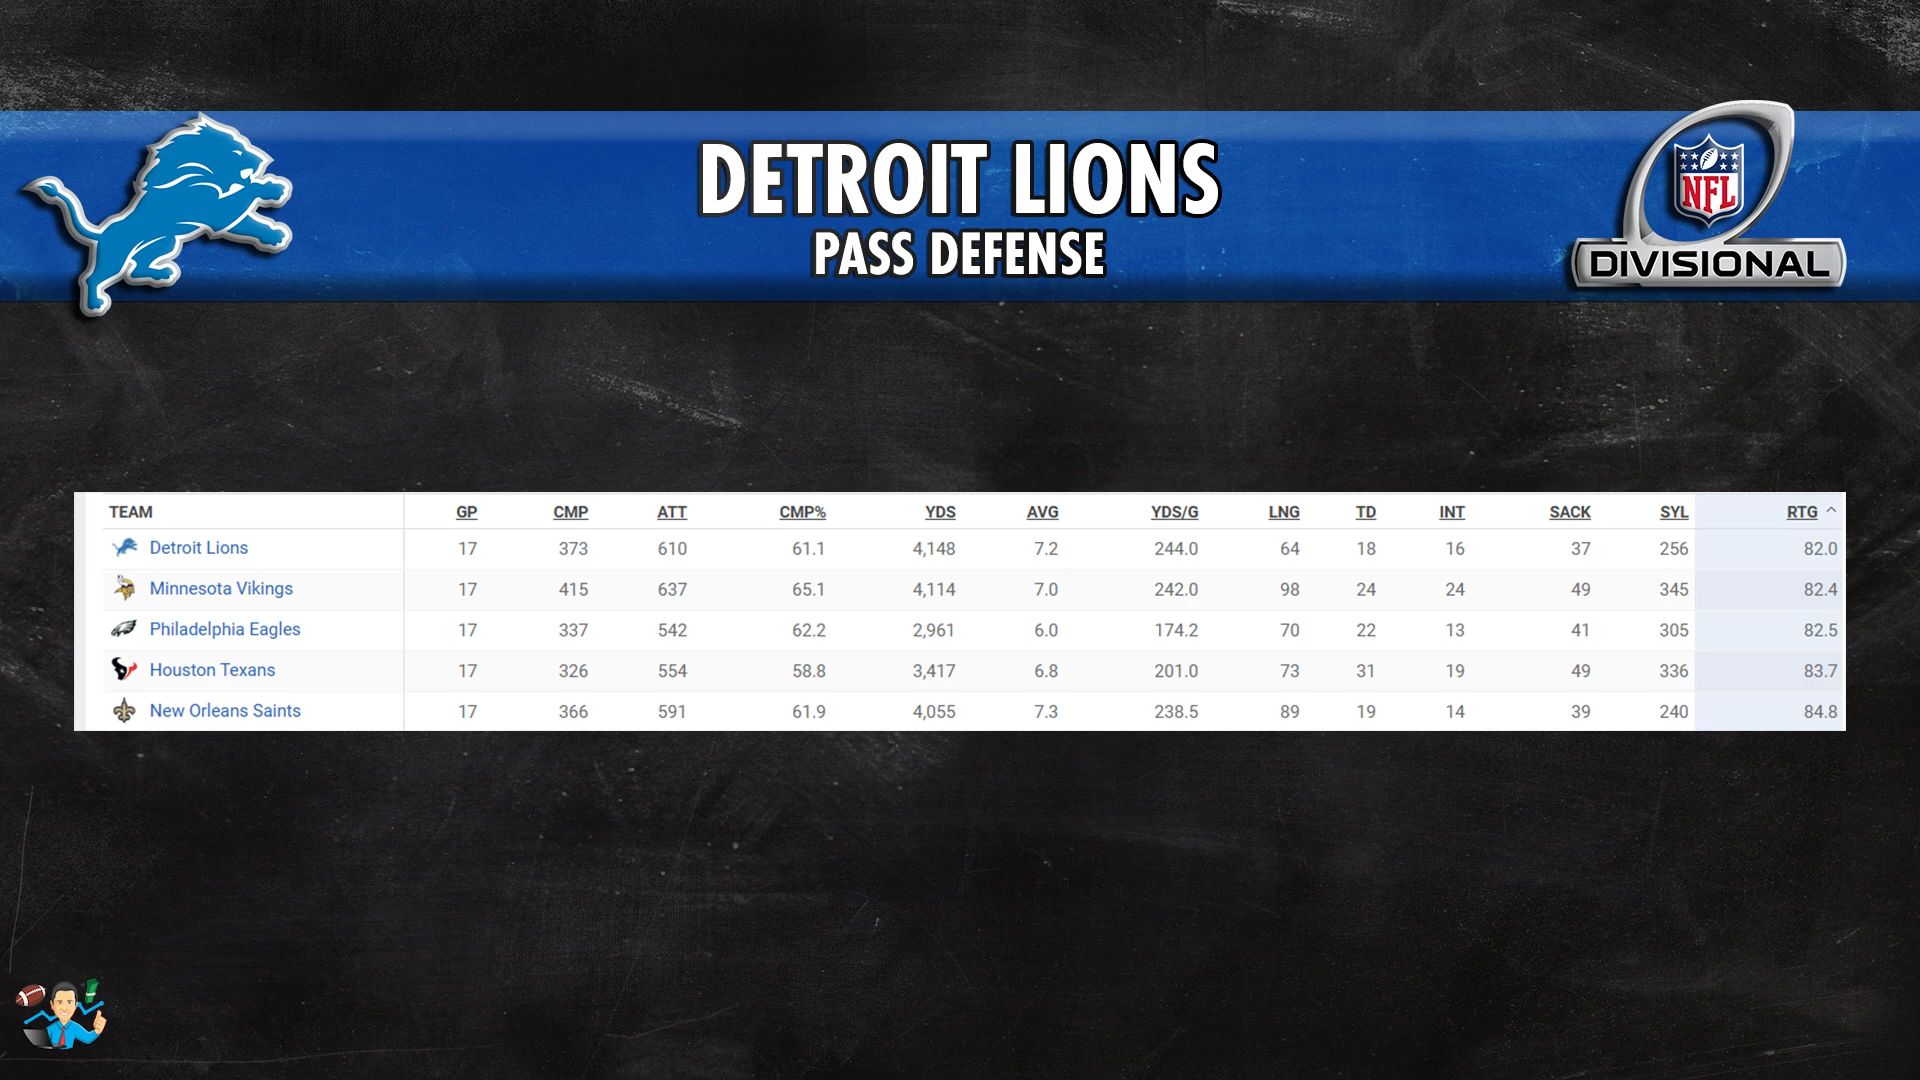 DETROIT LIONS
PASS DEFENSE
NFL
DIVISIONAL
TEAM GP CMP ATT CMP% YDS AVG YDS/G LNG TD INT SACK SYL RTG
Detroit Lions 17 373 610 61.1 4,148 7.2 244.0 64 18 16 37 256 82.0
Minnesota Vikings 17 415 637 65.1 4,114 7.0 242.0 98 24 24 49 345 82.4
Philadelphia Eagles 17 337 542 62.2 2,961 6.0 174.2 70 22 13 41 305 82.5
Houston Texans 17 326 554 58.8 3,417 6.8 201.0 73 31 19 49 336 83.7
New Orleans Saints 17 366 591 61.9 4,055 7.3 238.5 89 19 14 39 240 84.8